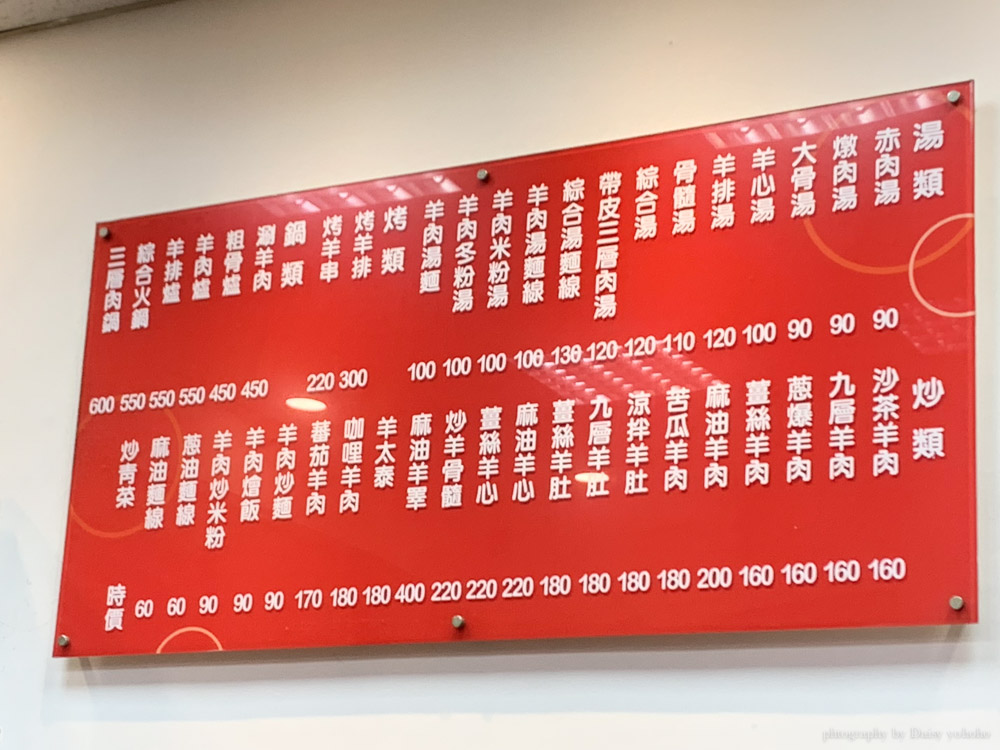 湯類
赤肉湯 90
燉肉湯 90
大骨湯 90
羊心湯 100
羊排湯 120
骨髓湯 110
綜合湯 120
帶皮三層肉湯 120
綜合湯麵線 130
羊肉湯麵線 100
羊肉米粉湯 100
羊肉冬粉湯 100
羊肉湯麵 100
烤類
烤羊排 300
烤羊串 220
鍋類
涮羊肉 450
粗骨爐 450
羊肉爐 550
羊排爐 550
綜合火鍋 550
三層肉鍋 600
炒類
沙茶羊肉 160
九層羊肉 160
蔥爆羊肉 160
薑絲羊肉 160
麻油羊肉 200
苦瓜羊肉 180
涼拌羊肚 180
九層羊肚 180
薑絲羊肚 180
麻油羊心 220
薑絲羊心 220
炒羊骨髓 220
麻油羊睪 400
羊太泰 180
咖哩羊肉 180
蕃茄羊肉 170
羊肉炒麵 90
羊肉燴飯 90
羊肉炒米粉 90
蔥油麵線 60
麻油麵線 60
炒青菜 時價
photography by Daisy yohoho